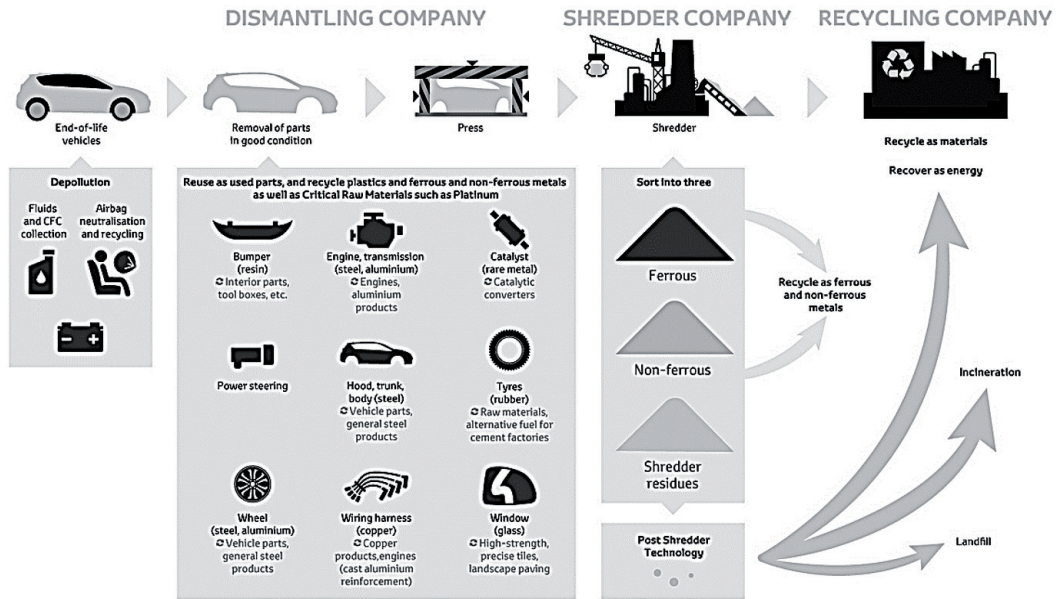 DISMANTLING COMPANY
SHREDDER COMPANY
RECYCLING COMPANY
End-of-life
vehicles
Removal of parts
in good condition
Press
Shredder
Recycle as materials
Depollution
Fluids
and CFC
collection
Airbag
neutralisation
and recycling
Reuse as used parts, and recycle plastics and ferrous and non-ferrous metals
as well as Critical Raw Materials such as Platinum
Bumper
(resin)
Interior parts,
tool boxes, etc.
Engine, transmission
(steel, aluminium)
Engines,
aluminium
products
Catalyst
(rare metal)
Catalytic
converters
Power steering
Hood, trunk,
body (steel)
Vehicle parts,
general steel
products
Tyres
(rubber)
Raw materials,
alternative fuel for
cement factories
Wheel
(steel, aluminium)
Vehicle parts,
general steel
products
Wiring harness
(copper)
Copper
products,engines
(cast aluminium
reinforcement)
Window
(glass)
High-strength,
precise tiles,
landscape paving
Sort into three
Ferrous
Non-ferrous
Shredder
residues
Post Shredder
Technology
Recycle as ferrous
and non-ferrous
metals
Recover as energy
Incineration
Landfill